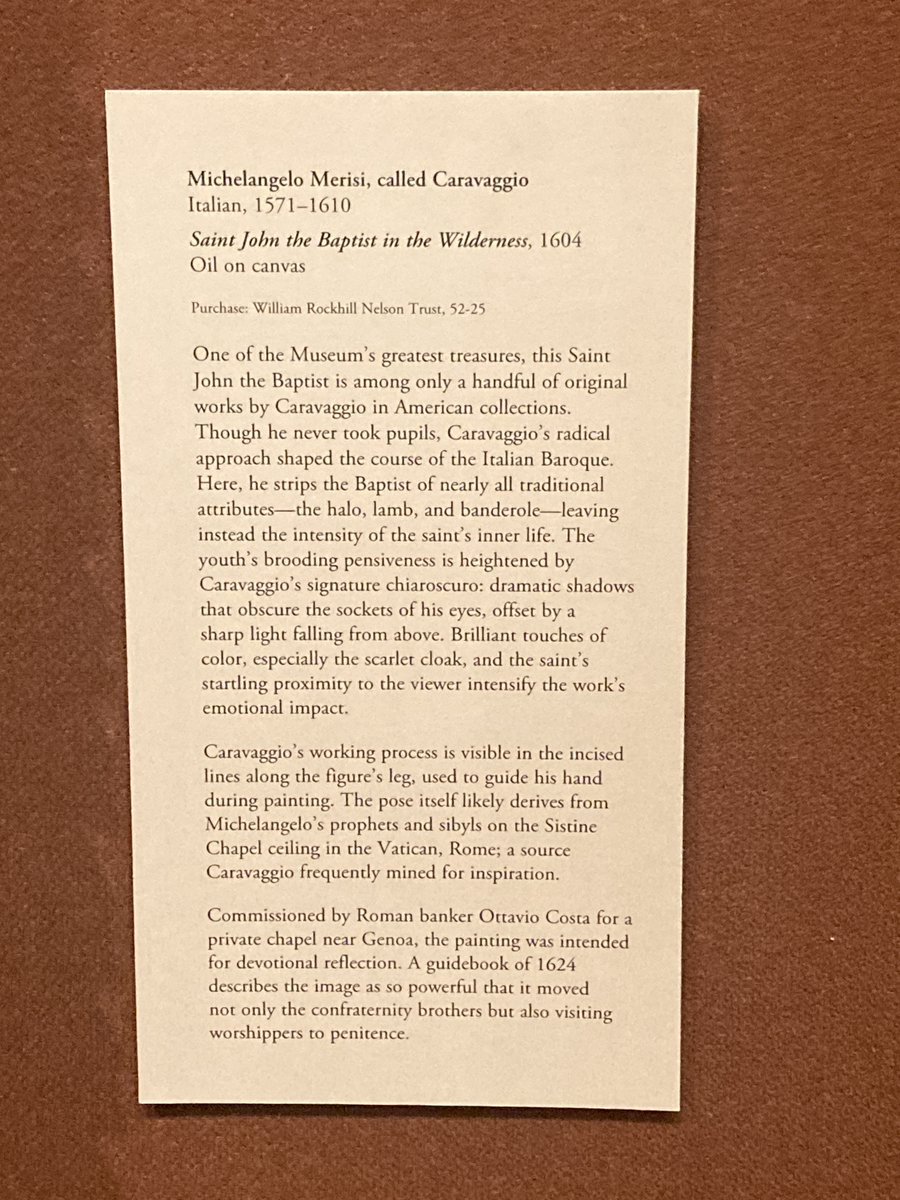 Michelangelo Merisi, called Caravaggio
Italian, 1571–1610
Saint John the Baptist in the Wilderness, 1604
Oil on canvas
Purchase: William Rockhill Nelson Trust, 52-25
One of the Museum's greatest treasures, this Saint
John the Baptist is among only a handful of original
works by Caravaggio in American collections.
Though he never took pupils, Caravaggio's radical
approach shaped the course of the Italian Baroque.
Here, he strips the Baptist of nearly all traditional
attributes—the halo, lamb, and banderole—leaving
instead the intensity of the saint's inner life. The
youth's brooding pensiveness is heightened by
Caravaggio's signature chiaroscuro: dramatic shadows
that obscure the sockets of his eyes, offset by a
sharp light falling from above. Brilliant touches of
color, especially the scarlet cloak, and the saint's
startling proximity to the viewer intensify the work's
emotional impact.
Caravaggio's working process is visible in the incised
lines along the figure's leg, used to guide his hand
during painting. The pose itself likely derives from
Michelangelo's prophets and sibyls on the Sistine
Chapel ceiling in the Vatican, Rome; a source
Caravaggio frequently mined for inspiration.
Commissioned by Roman banker Ottavio Costa for a
private chapel near Genoa, the painting was intended
for devotional reflection. A guidebook of 1624
describes the image as so powerful that it moved
not only the confraternity brothers but also visiting
worshippers to penitence.